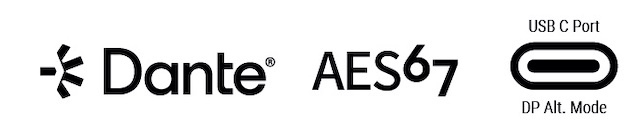 USB C Port
Dante®
AES67
DP Alt. Mode